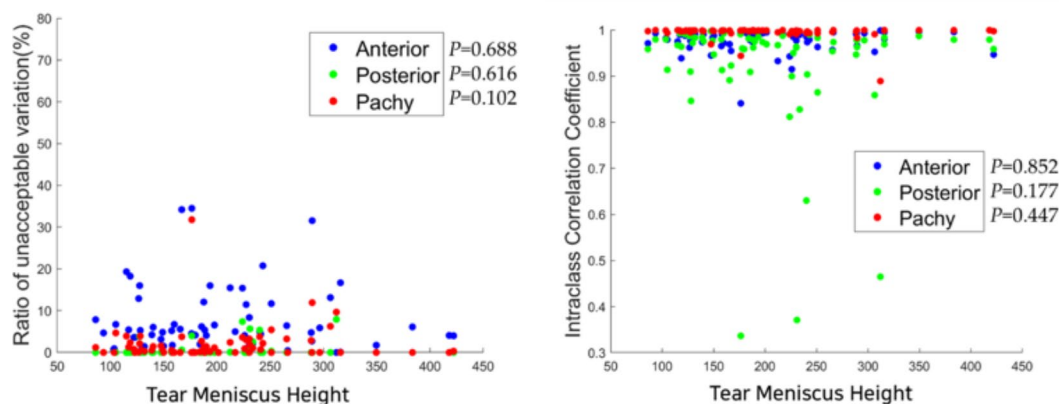 Ratio of unacceptable variation(%)
80
70
60
50
40
30
20
10
0
50 100 150 200 250 300 350 400 450
Tear Meniscus Height
Anterior P=0.688
Posterior P=0.616
Pachy P=0.102
Intraclass Correlation Coefficient
1
0.9
0.8
0.7
0.6
0.5
0.4
0.3
50 100 150 200 250 300 350 400 450
Tear Meniscus Height
Anterior P=0.852
Posterior P=0.177
Pachy P=0.447